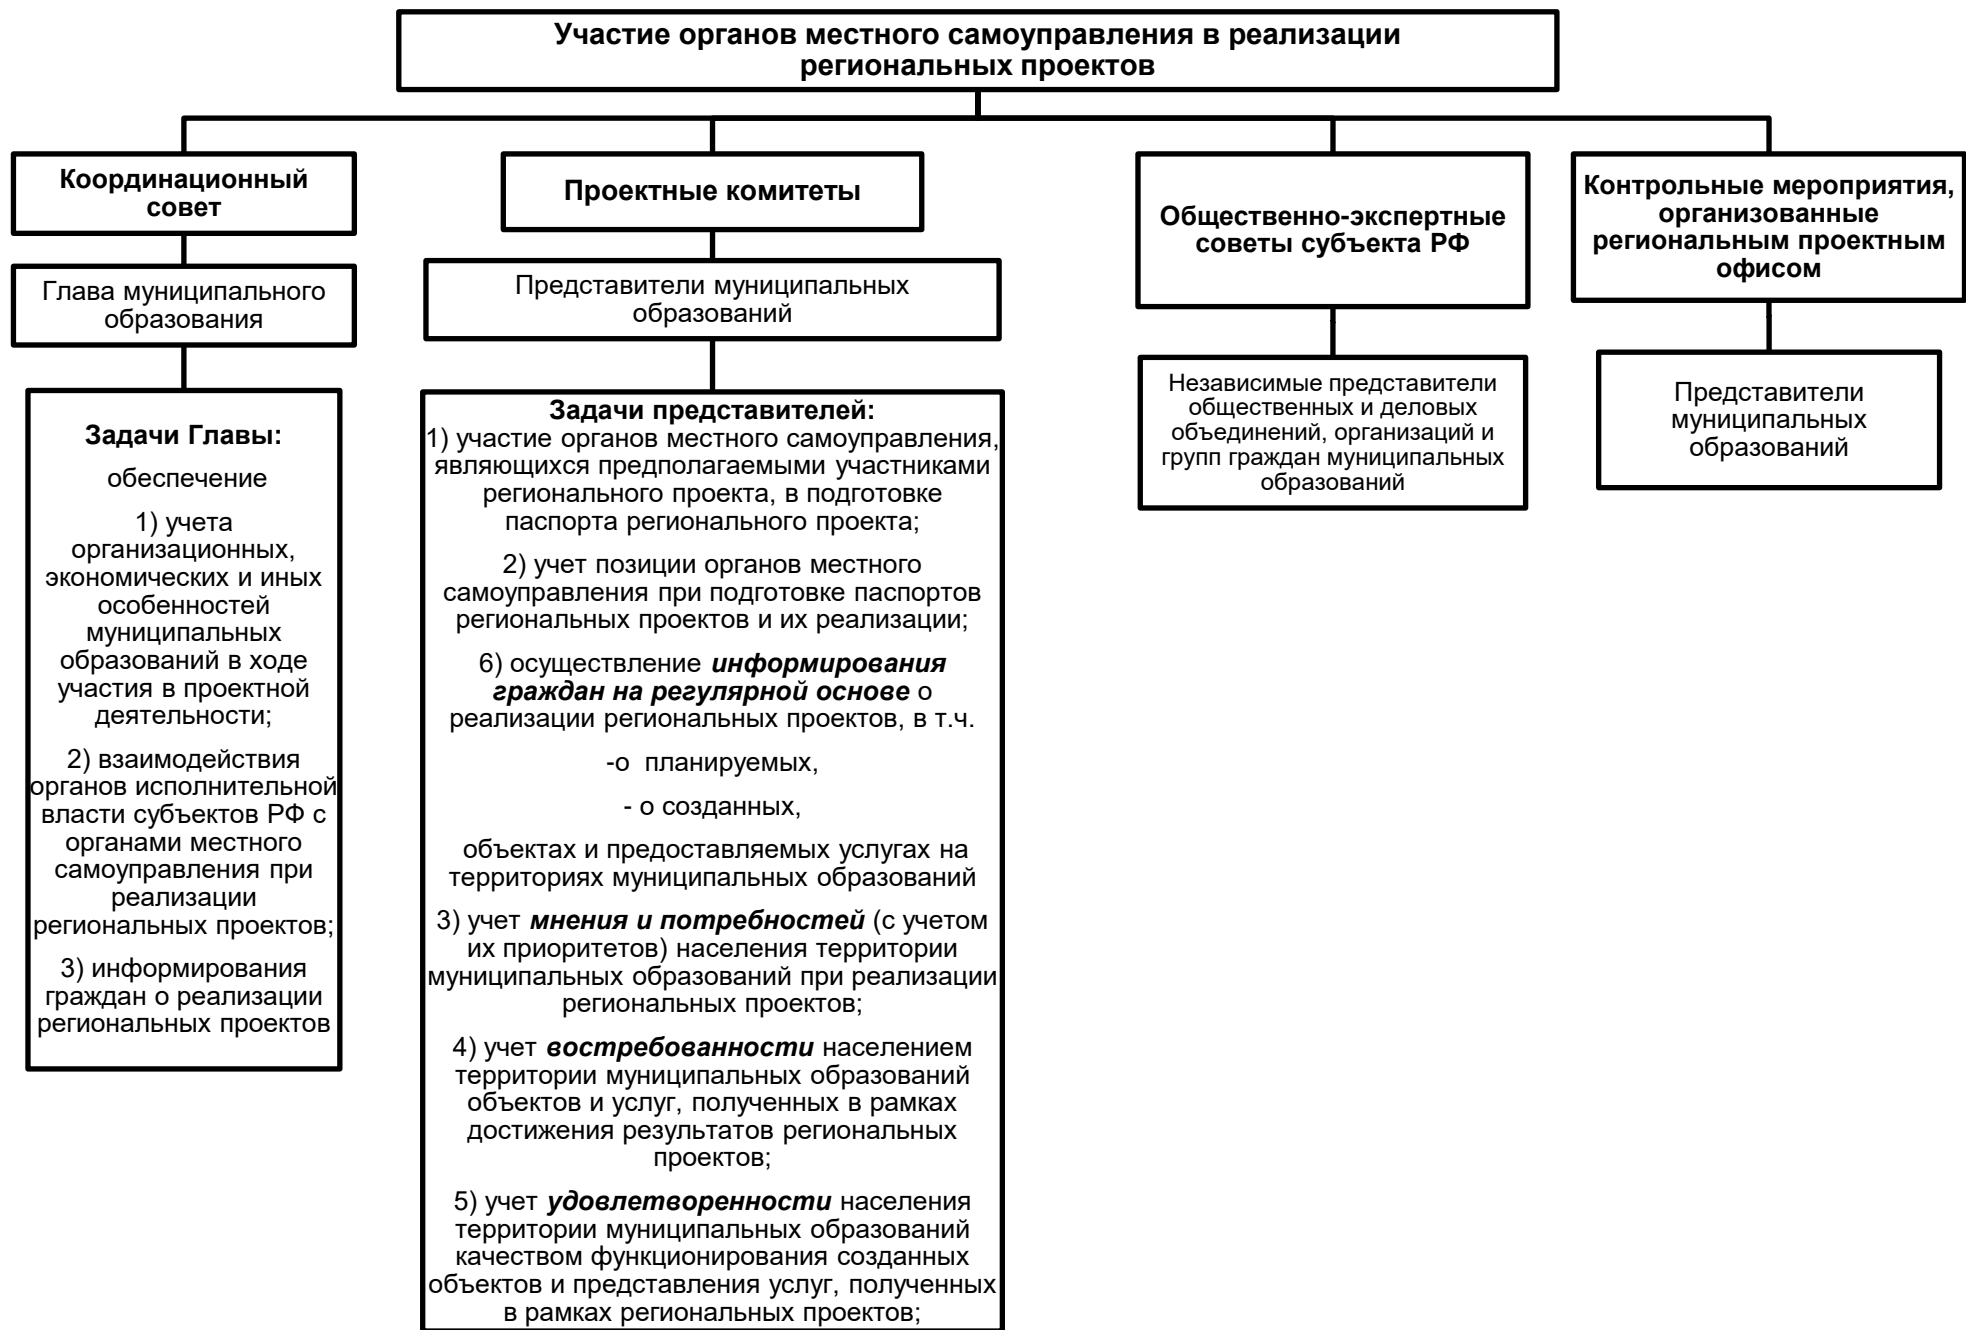 Участие органов местного самоуправления в реализации
региональных проектов
Координационный
совет
Глава муниципального
образования
Задачи Главы:
обеспечение
1) учета
организационных,
экономических и иных
особенностей
муниципальных
образований в ходе
участия в проектной
деятельности;
2) взаимодействия
органов исполнительной
власти субъектов РФ с
органами местного
самоуправления при
реализации
региональных проектов;
3) информирования
граждан о реализации
региональных проектов
Проектные комитеты
Представители муниципальных
образований
Задачи представителей:
1) участие органов местного самоуправления,
являющихся предполагаемыми участниками
регионального проекта, в подготовке
паспорта регионального проекта;
2) учет позиции органов местного
самоуправления при подготовке паспортов
региональных проектов и их реализации;
6) осуществление информирования
граждан на регулярной основе о
реализации региональных проектов, в т.ч.
-о планируемых,
- о созданных,
объектах и предоставляемых услугах на
территориях муниципальных образований
3) учет мнения и потребностей (с учетом
их приоритетов) населения территории
муниципальных образований при реализации
региональных проектов;
4) учет востребованности населением
территории муниципальных образований
объектов и услуг, полученных в рамках
достижения результатов региональных
проектов;
5) учет удовлетворенности населения
территории муниципальных образований
качеством функционирования созданных
объектов и представления услуг, полученных
в рамках региональных проектов;
Общественно-экспертные
советы субъекта РФ
Независимые представители
общественных и деловых
объединений, организаций и
групп граждан муниципальных
образований
Контрольные мероприятия,
организованные
региональным проектным
офисом
Представители
муниципальных
образований